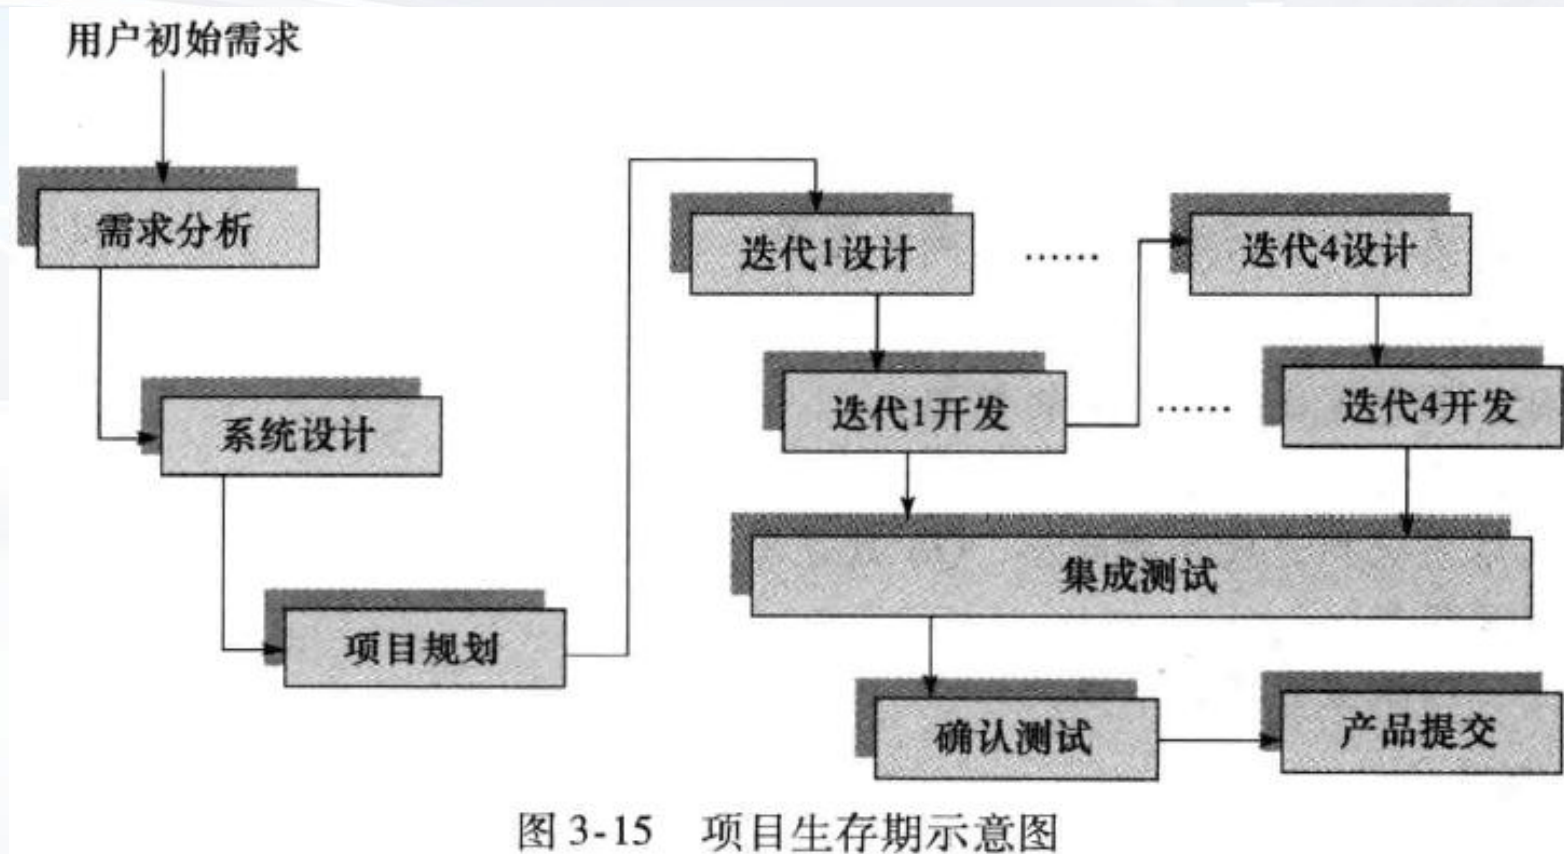 用户初始需求
需求分析
系统设计
项目规划
迭代1设计
……
迭代4设计
迭代1开发
……
迭代4开发
集成测试
确认测试
产品提交
图 3-15 项目生存期示意图